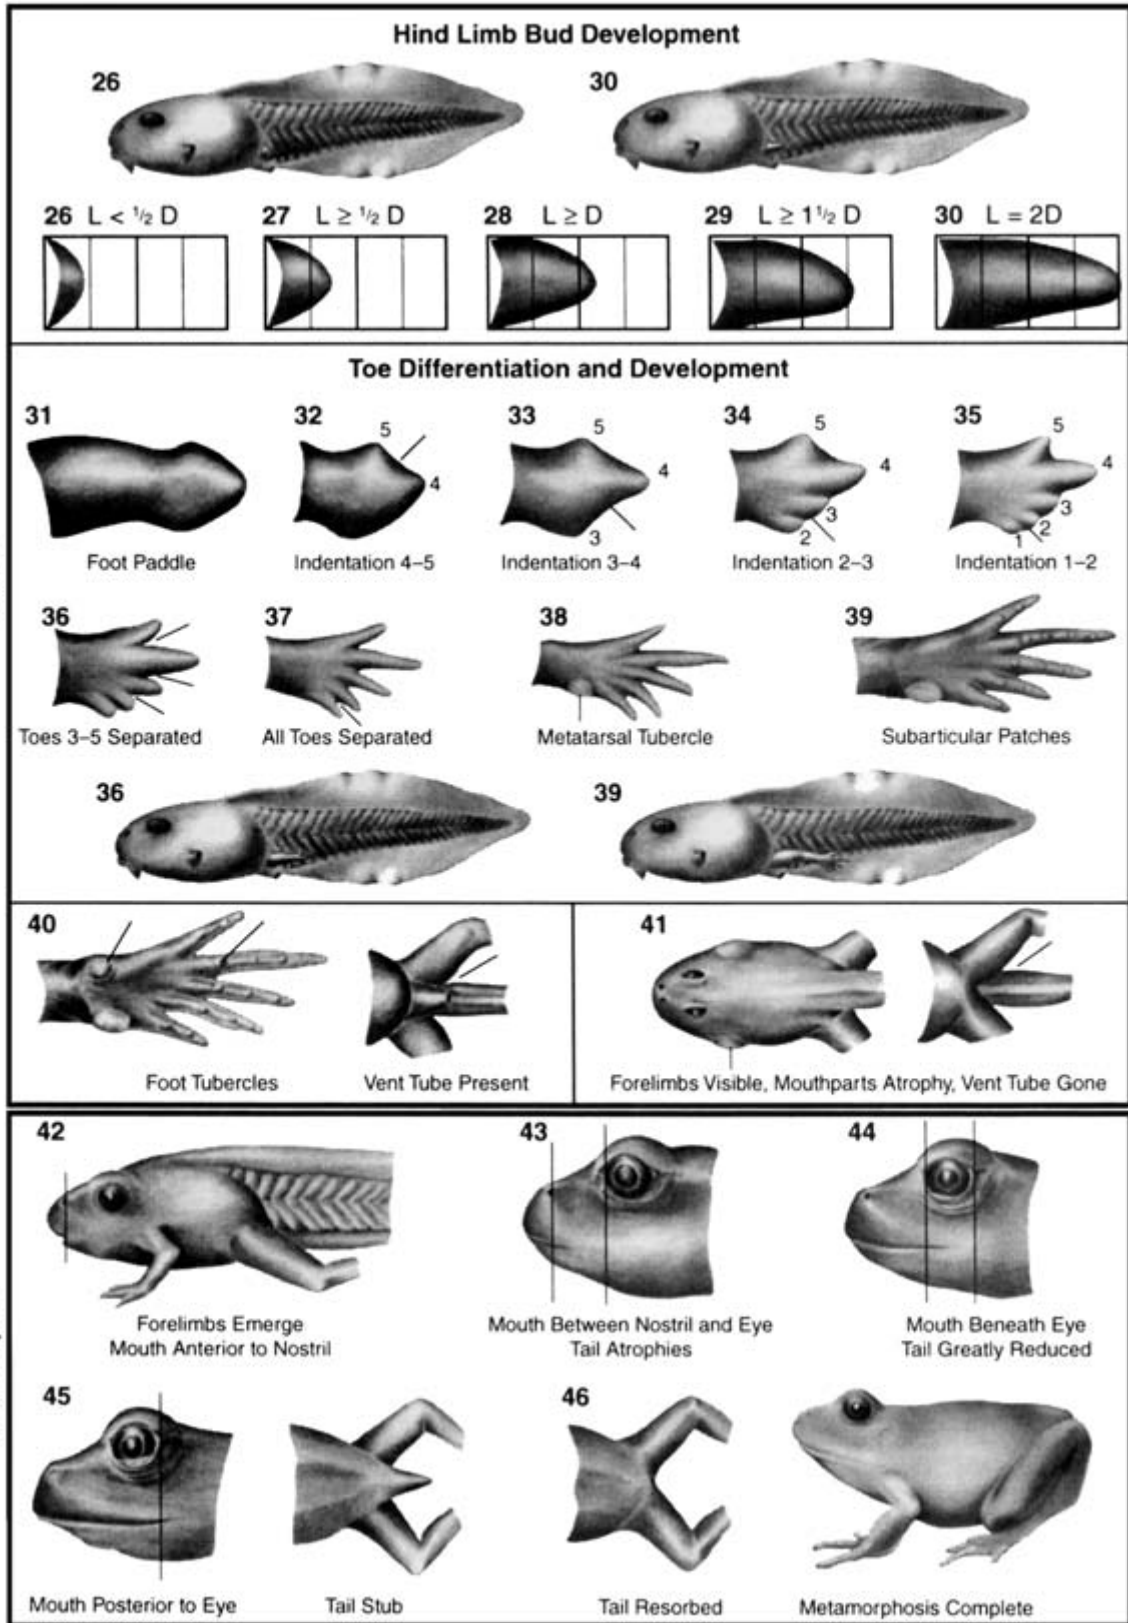 Hind Limb Bud Development
26
30
26 L < 1/2 D
27 L ≥ 1/2 D
28 L ≥ D
29 L ≥ 1 1/2 D
30 L = 2D
Toe Differentiation and Development
31
32
33
34
35
5
4
4
3
5
4
3
2
5
4
3
2
1
5
Foot Paddle
Indentation 4–5
Indentation 3–4
Indentation 2–3
Indentation 1–2
36
37
38
39
Toes 3–5 Separated
All Toes Separated
Metatarsal Tubercle
Subarticular Patches
36
39
40
41
Foot Tubercles
Vent Tube Present
Forelimbs Visible, Mouthparts Atrophy, Vent Tube Gone
42
43
44
Forelimbs Emerge
Mouth Anterior to Nostril
Mouth Between Nostril and Eye
Tail Atrophies
Mouth Beneath Eye
Tail Greatly Reduced
45
46
Mouth Posterior to Eye
Tail Stub
Tail Resorbed
Metamorphosis Complete